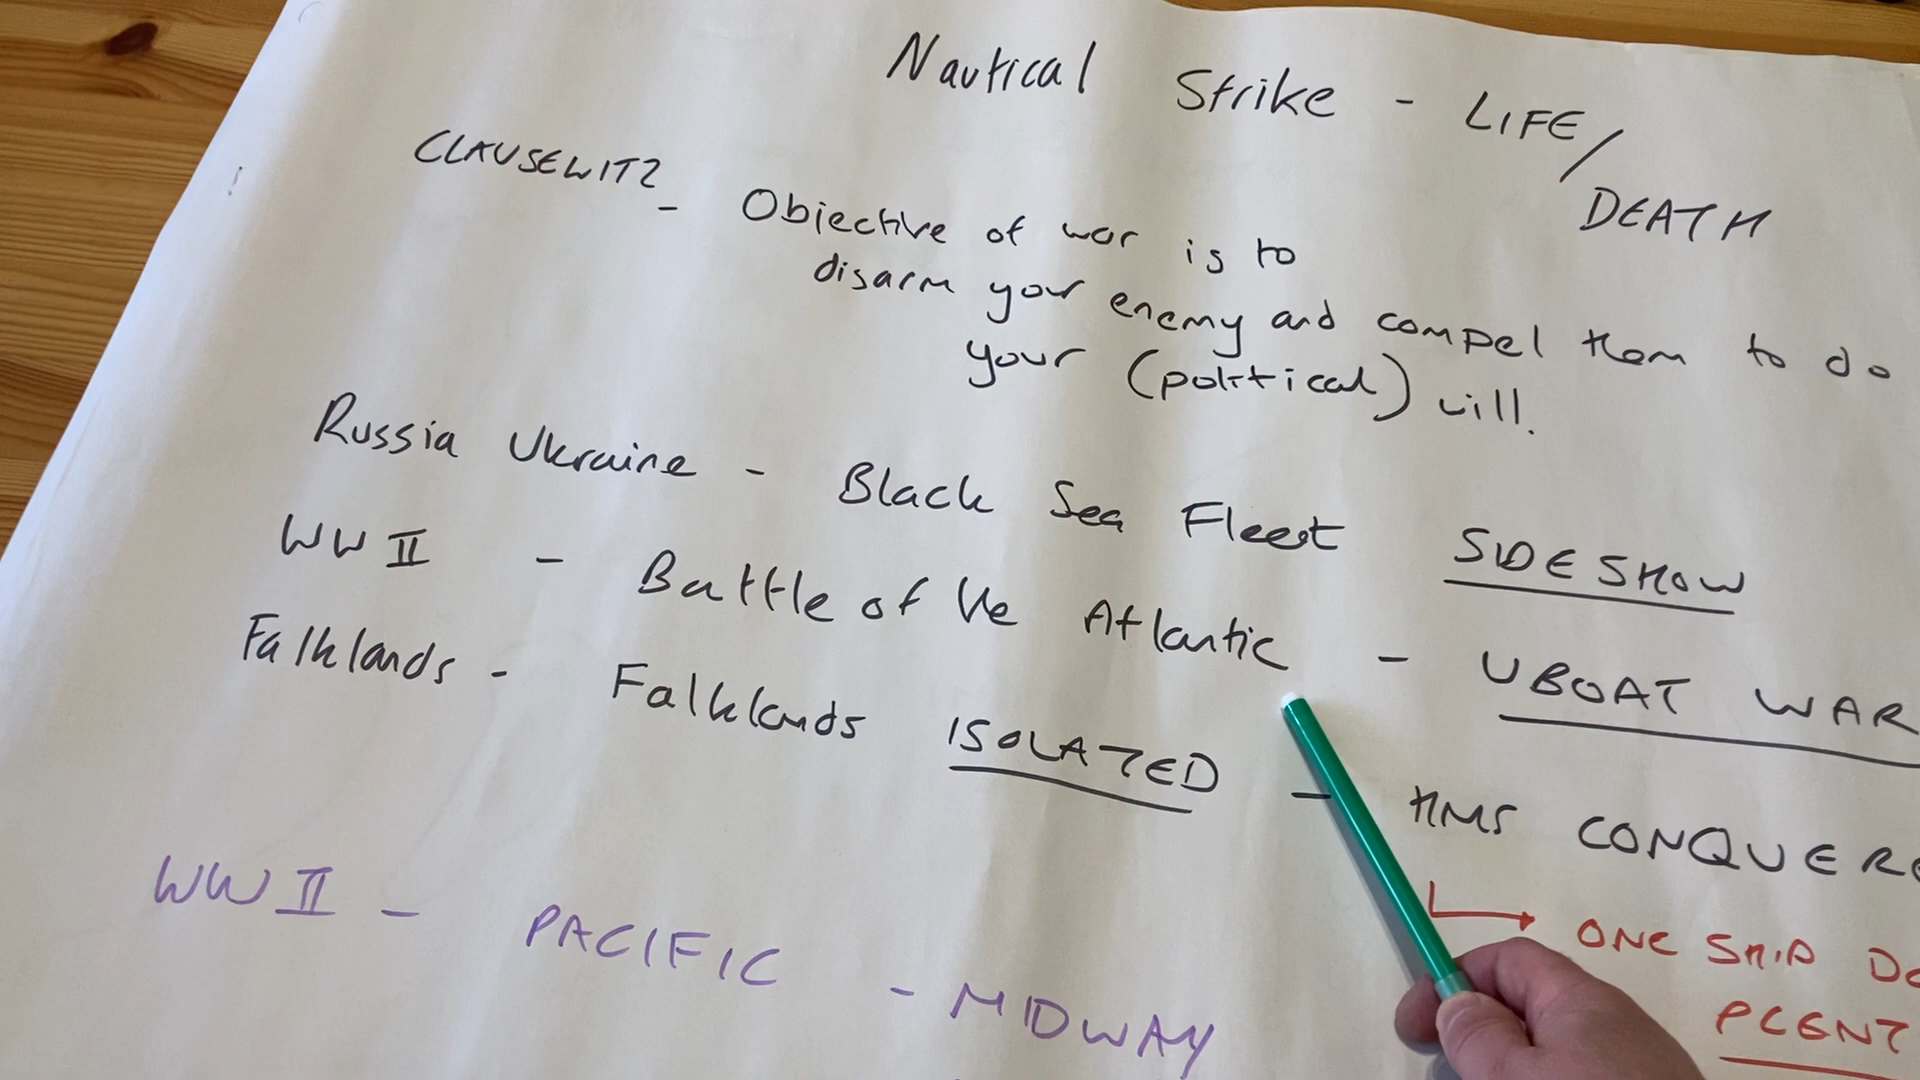 Nautical Strike - LIFE/
DEATH
CLAUSEWITZ - Objective of war is to
disarm your enemy and compel them to do
your (political) will.
Russia Ukraine - Black Sea Fleet SIDESHOW
WW II - Battle of the Atlantic - UBOAT WAR
Falklands - Falklands ISOLATED - HMS CONQUERO
ONE SHIP DO
WW II - PACIFIC - MIDWAY